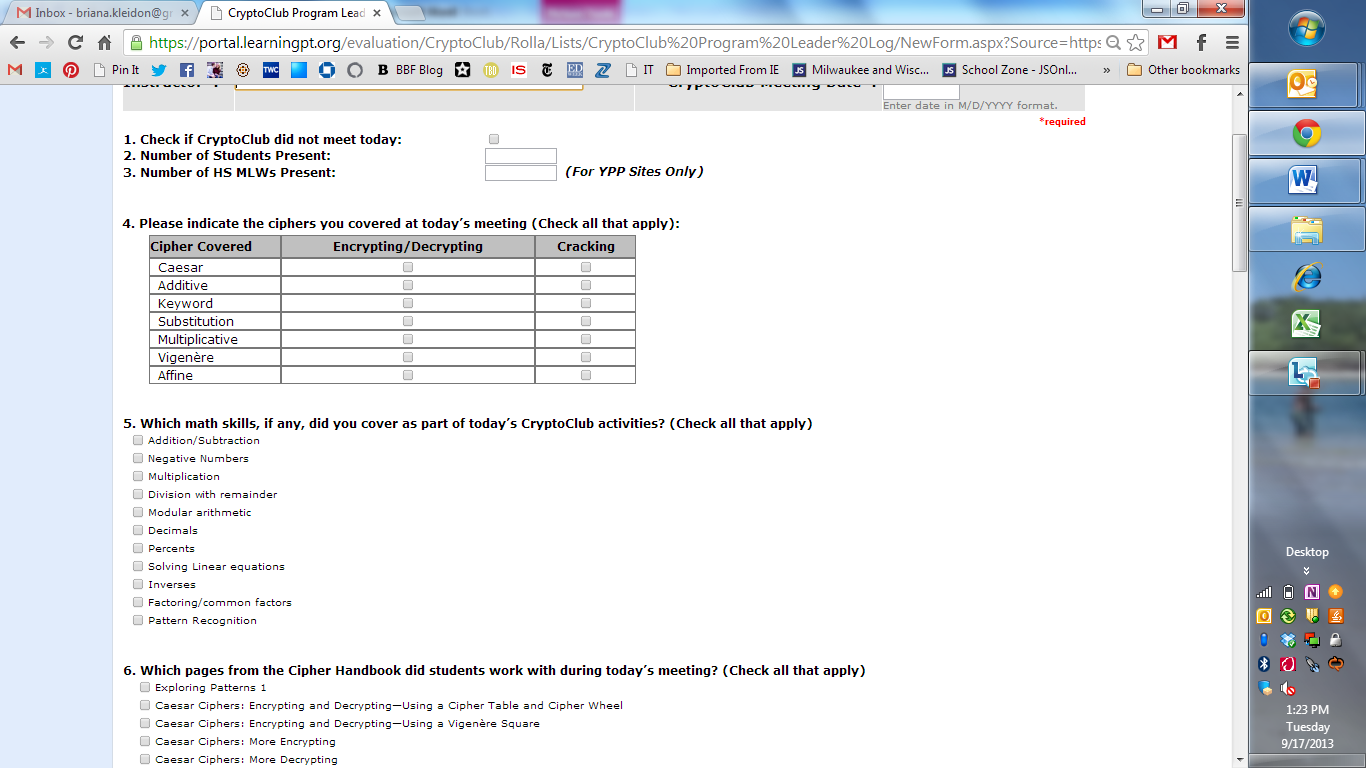 Inbox - briana.kleidon@gr
CryptoClub Program Lead
https://portal.learningpt.org/evaluation/CryptoClub/Rolla/Lists/CryptoClub%20Program%20Leader%20Log/NewForm.aspx?Source=https
Pin It
TWC
B BBF Blog
TBD
IS
ED
IT
Imported From IE
JS Milwaukee and Wisc...
JS School Zone - JSOnl...
»
Other bookmarks
Instructor *:
CryptoClub Meeting Date *:
Enter date in M/D/YYYY format.
*required
1. Check if CryptoClub did not meet today:
2. Number of Students Present:
3. Number of HS MLWs Present: (For YPP Sites Only)
4. Please indicate the ciphers you covered at today’s meeting (Check all that apply):
Cipher Covered Encrypting/Decrypting Cracking
Caesar
Additive
Keyword
Substitution
Multiplicative
Vigenère
Affine
5. Which math skills, if any, did you cover as part of today’s CryptoClub activities? (Check all that apply)
Addition/Subtraction
Negative Numbers
Multiplication
Division with remainder
Modular arithmetic
Decimals
Percents
Solving Linear equations
Inverses
Factoring/common factors
Pattern Recognition
6. Which pages from the Cipher Handbook did students work with during today’s meeting? (Check all that apply)
Exploring Patterns 1
Caesar Ciphers: Encrypting and Decrypting—Using a Cipher Table and Cipher Wheel
Caesar Ciphers: Encrypting and Decrypting—Using a Vigenère Square
Caesar Ciphers: More Encrypting
Caesar Ciphers: More Decrypting
Desktop
1:23 PM
Tuesday
9/17/2013